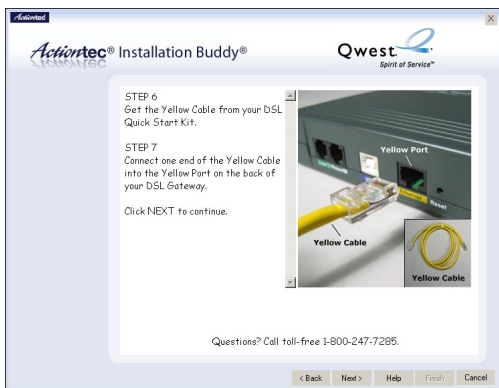 Actiontec
Actiontec® Installation Buddy®
Qwest
Spirit of Service™
STEP 6
Get the Yellow Cable from your DSL
Quick Start Kit.
STEP 7
Connect one end of the Yellow Cable
into the Yellow Port on the back of
your DSL Gateway.
Click NEXT to continue.
Yellow Port
Ethernet
Reset
Yellow Cable
Yellow Cable
Questions? Call toll-free 1-800-247-7285.
< Back
Next >
Help
Finish
Cancel